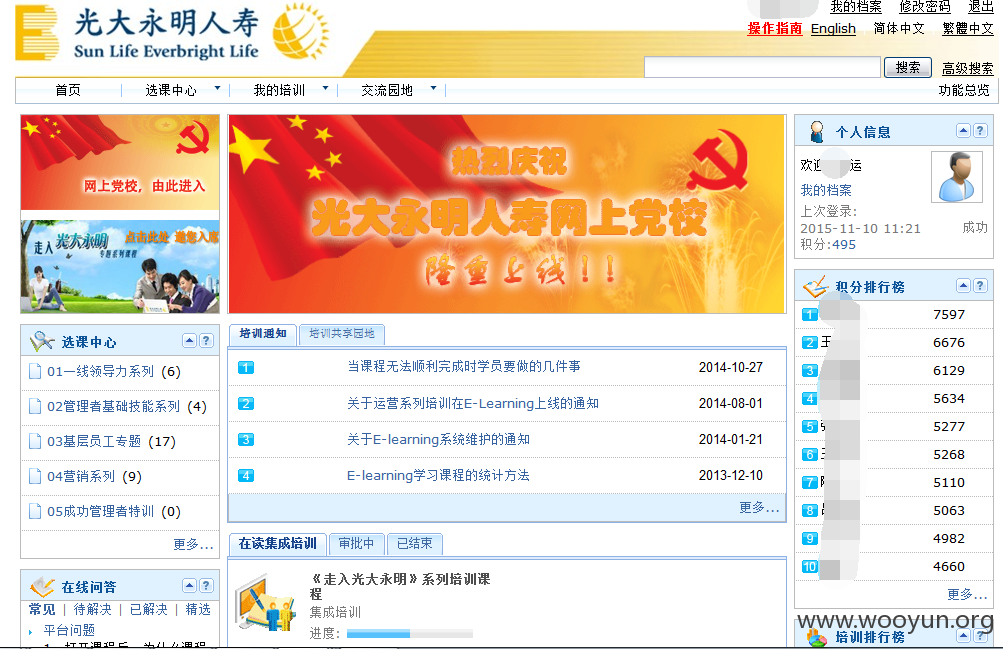 光大永明人寿
Sun Life Everbright Life
我的档案 修改密码 退出
操作指南 English 简体中文 繁體中文
搜索 高级搜索
首页 选课中心 我的培训 交流园地 功能总览
网上党校，由此进入
走入光大永明 点击此处 邀您入席
专题系列课程
热烈庆祝
光大永明人寿网上党校
隆重上线!!
个人信息
欢迎 运
我的档案
上次登录:
2015-11-10 11:21 成功
积分:495
积分排行榜
1 7597
2 王 6676
3 6129
4 5634
5 5277
6 5268
7 5110
8 5063
9 4982
10 4660
更多...
选课中心
01一线领导力系列 (6)
02管理者基础技能系列 (4)
03基层员工专题 (17)
04营销系列 (9)
05成功管理者特训 (0)
更多...
培训通知 培训共享园地
1 当课程无法顺利完成时学员要做的几件事 2014-10-27
2 关于运营系列培训在E-Learning上线的通知 2014-08-01
3 关于E-learning系统维护的通知 2014-01-21
4 E-learning学习课程的统计方法 2013-12-10
更多...
在读集成培训 审批中 已结束
《走入光大永明》系列培训课
程
集成培训
进度:
在线问答
常见 | 待解决 | 已解决 | 精选
平台问题
1、打开课程后，为什么课程
www.wooyun.org
培训排行榜